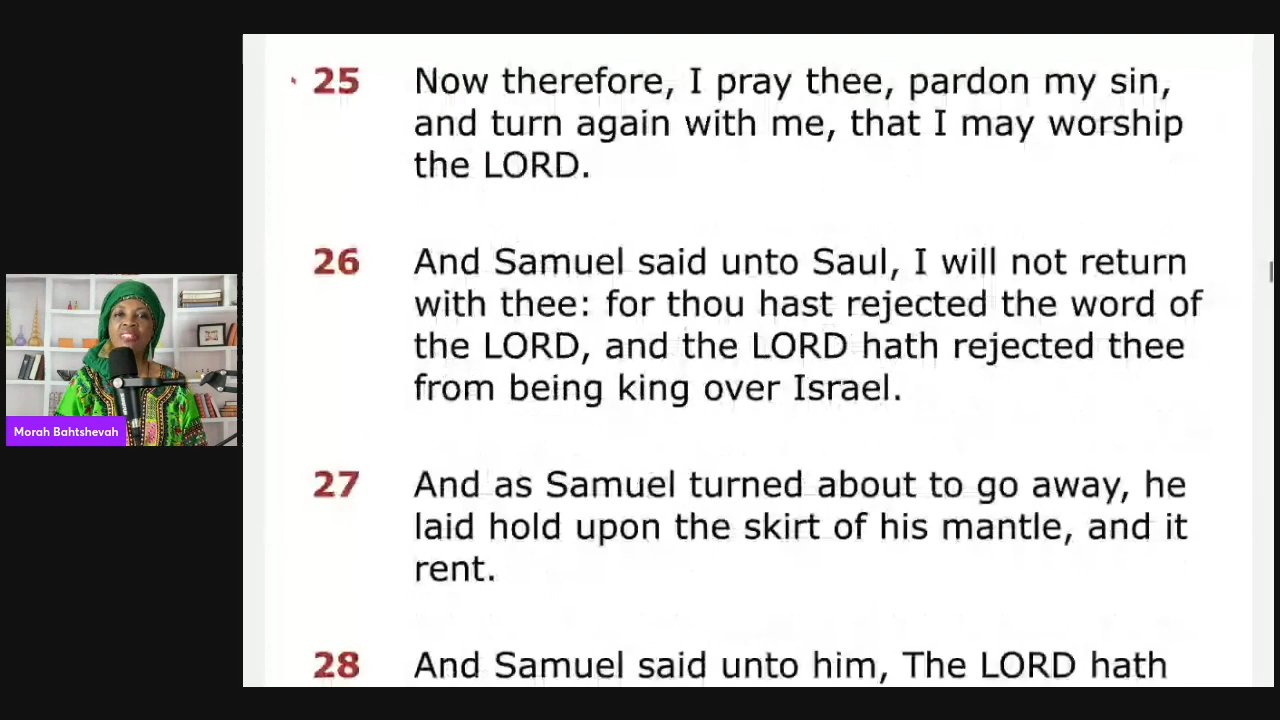 25 Now therefore, I pray thee, pardon my sin,
and turn again with me, that I may worship
the LORD.
26 And Samuel said unto Saul, I will not return
with thee: for thou hast rejected the word of
the LORD, and the LORD hath rejected thee
from being king over Israel.
27 And as Samuel turned about to go away, he
laid hold upon the skirt of his mantle, and it
rent.
28 And Samuel said unto him, The LORD hath
Morah Bahtshevah